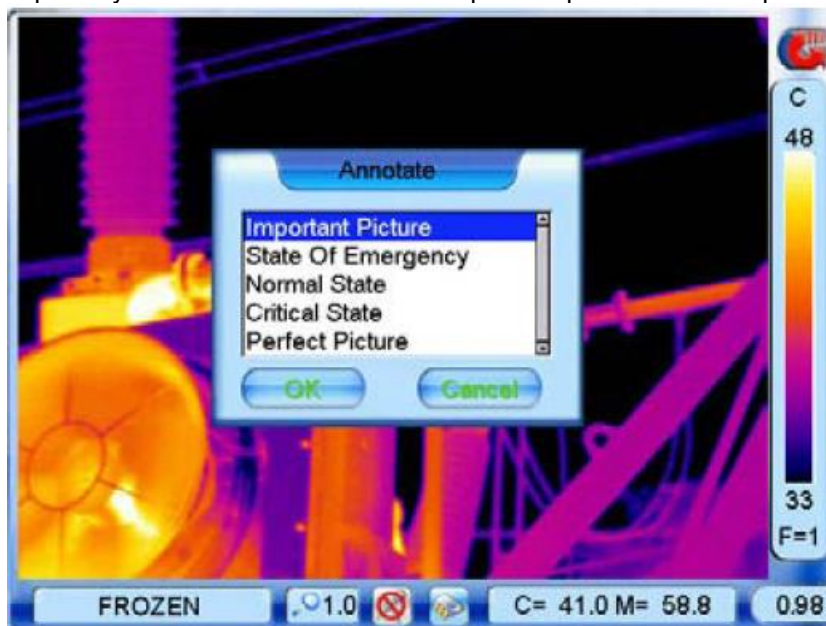 C
48
Annotate
Important Picture
State Of Emergency
Normal State
Critical State
Perfect Picture
OK
Cancel
33
F=1
FROZEN
1.0
C= 41.0 M= 58.8
0.98